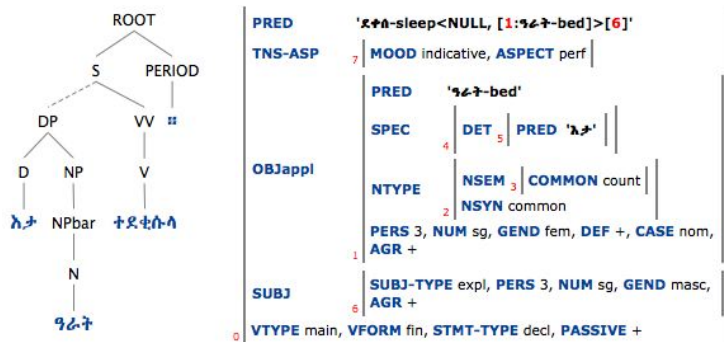 ROOT
S PERIOD
DP VV ።
D NP V
እታ NPbar ተደቂሱላ
N
ዓራት
PRED 'ደቀሰ-sleep<NULL, [1:ዓራት-bed]>[6]'
TNS-ASP 7 MOOD indicative, ASPECT perf
PRED 'ዓራት-bed'
SPEC 4 DET 5 PRED 'እታ'
OBJappl
NTYPE NSEM 3 COMMON count
2 NSYN common
1 PERS 3, NUM sg, GEND fem, DEF +, CASE nom,
AGR +
SUBJ SUBJ-TYPE expl, PERS 3, NUM sg, GEND masc,
6 AGR +
0 VTYPE main, VFORM fin, STMT-TYPE decl, PASSIVE +